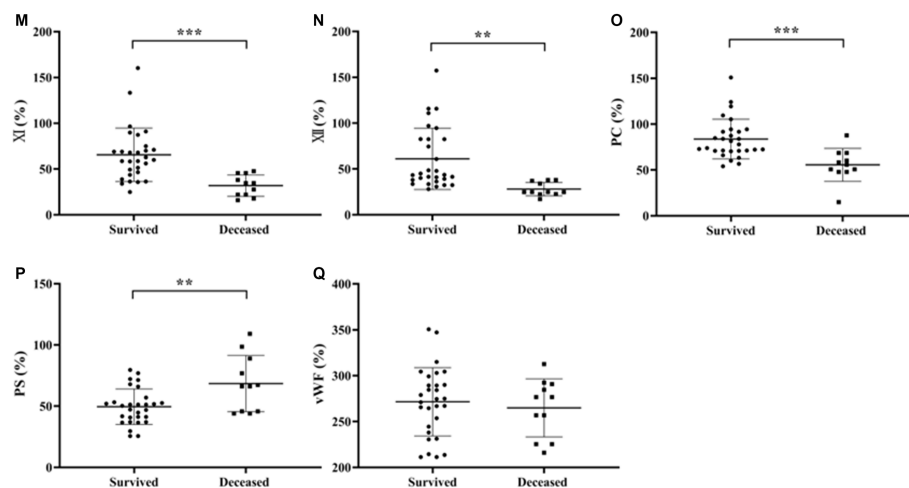 M
200
150
100
50
0
XI (%)
***
Survived Deceased
N
200
150
100
50
0
XII (%)
**
Survived Deceased
O
200
150
100
50
0
PC (%)
***
Survived Deceased
P
150
100
50
0
PS (%)
**
Survived Deceased
Q
400
350
300
250
200
vWF (%)
Survived Deceased